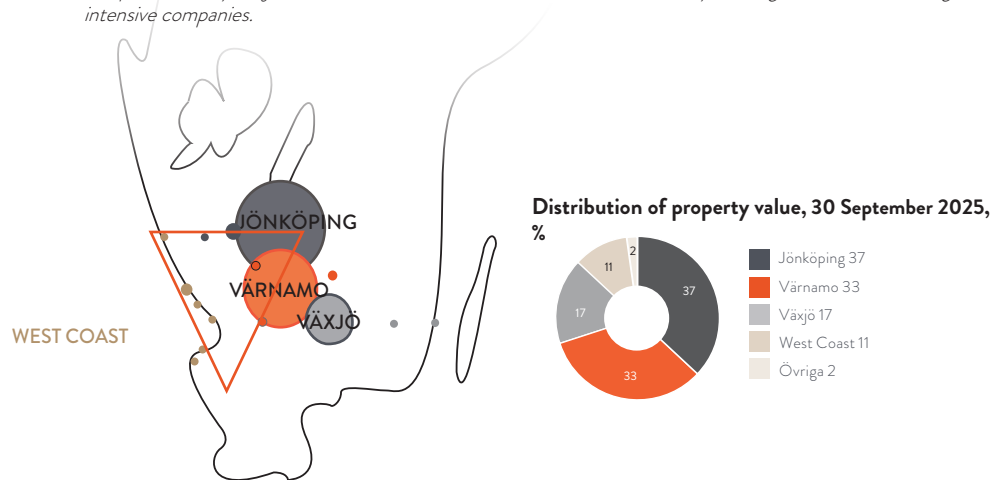 intensive companies.
JÖNKÖPING
VÄRNAMO
VÄXJÖ
WEST COAST
Distribution of property value, 30 September 2025,
%
2
11
37
17
33
Jönköping 37
Värnamo 33
Växjö 17
West Coast 11
Övriga 2